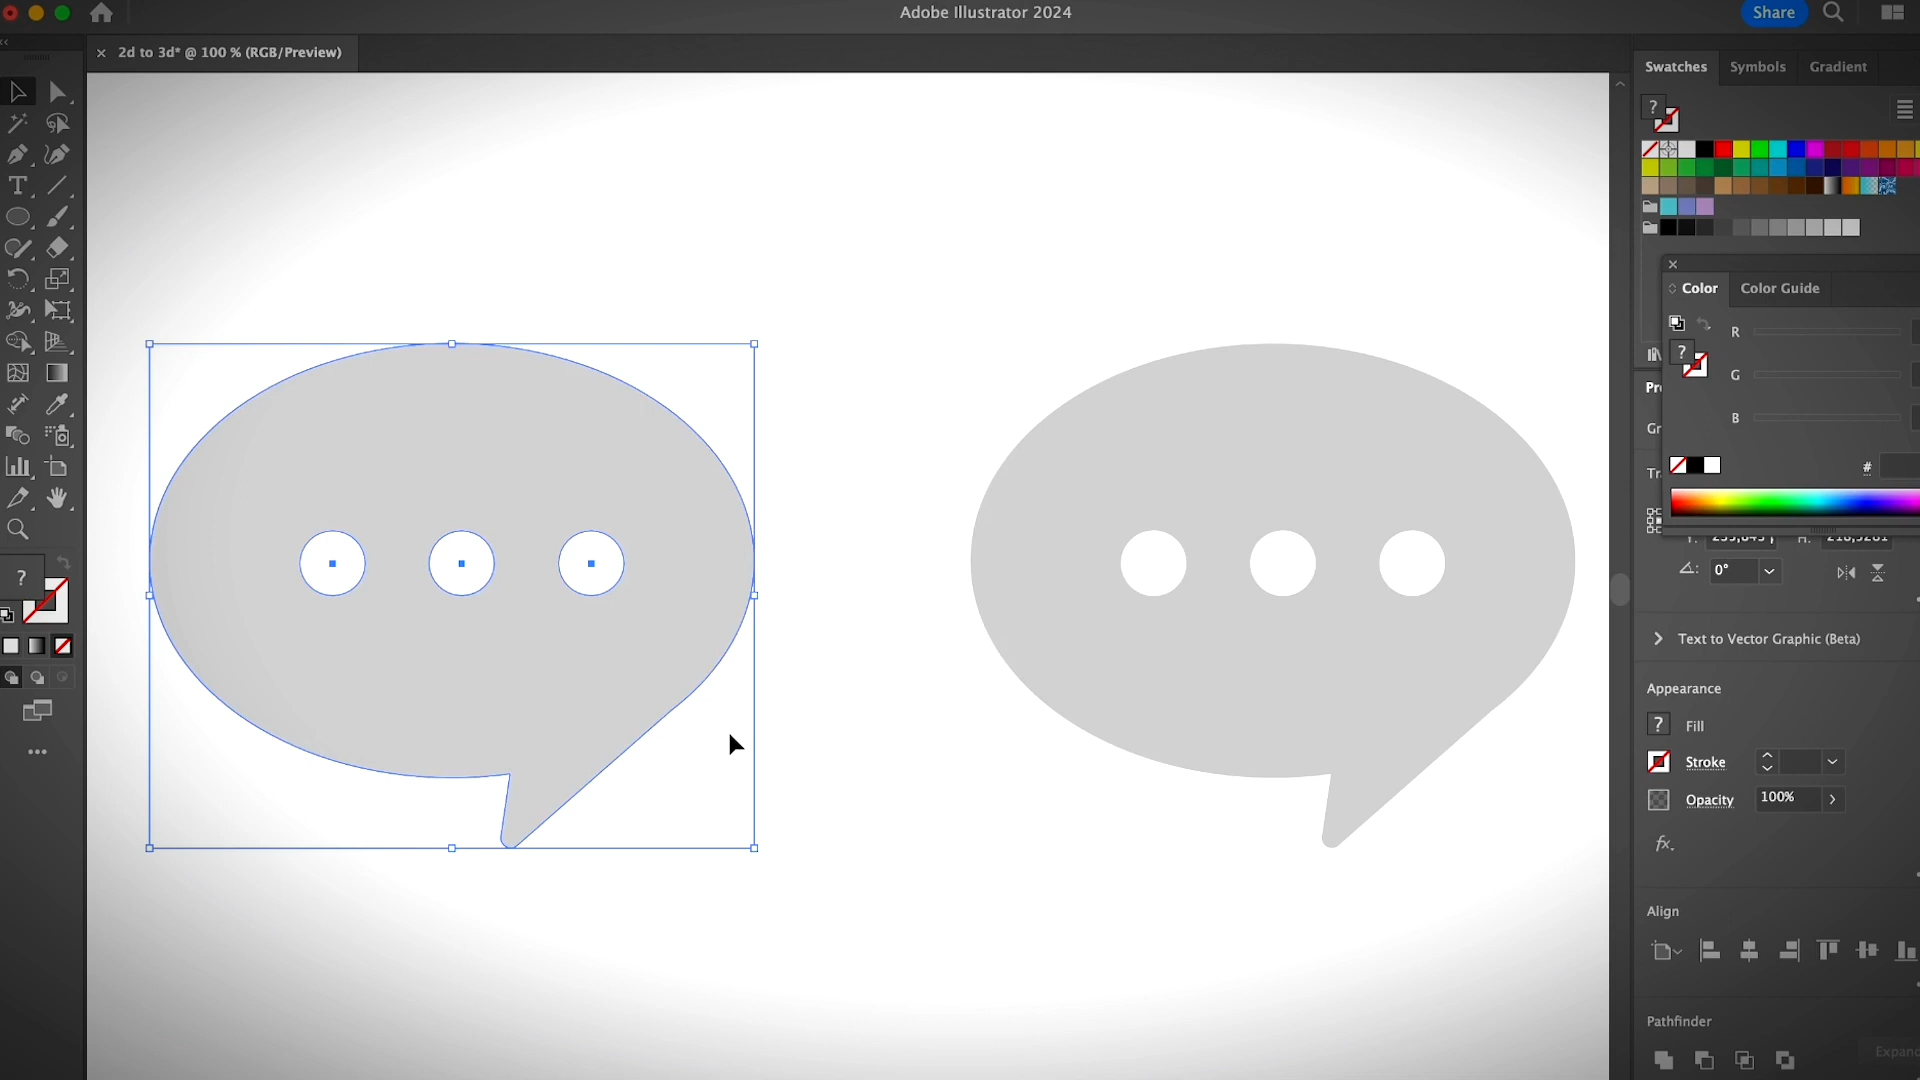 Adobe Illustrator 2024
Share
2d to 3d* @ 100 % (RGB/Preview)
Swatches
Symbols
Gradient
?
Color
Color Guide
R
?
G
B
#
0°
?
Text to Vector Graphic (Beta)
Appearance
? Fill
Stroke
Opacity
100%
fx.
Align
Pathfinder